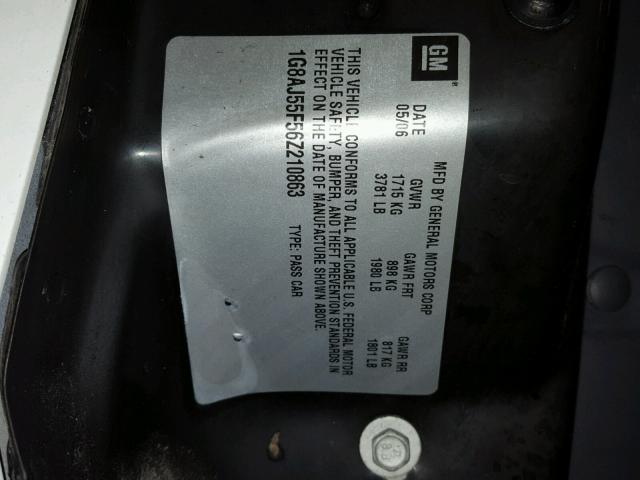 GM®
MFD BY GENERAL MOTORS CORP
DATE GVWR GAWR FRT GAWR RR
05/06 1715 KG 898 KG 817 KG
3781 LB 1980 LB 1801 LB
THIS VEHICLE CONFORMS TO ALL APPLICABLE U.S. FEDERAL MOTOR
VEHICLE SAFETY, BUMPER, AND THEFT PREVENTION STANDARDS IN
EFFECT ON THE DATE OF MANUFACTURE SHOWN ABOVE.
1G8AJ55F56Z210863 TYPE: PASS CAR